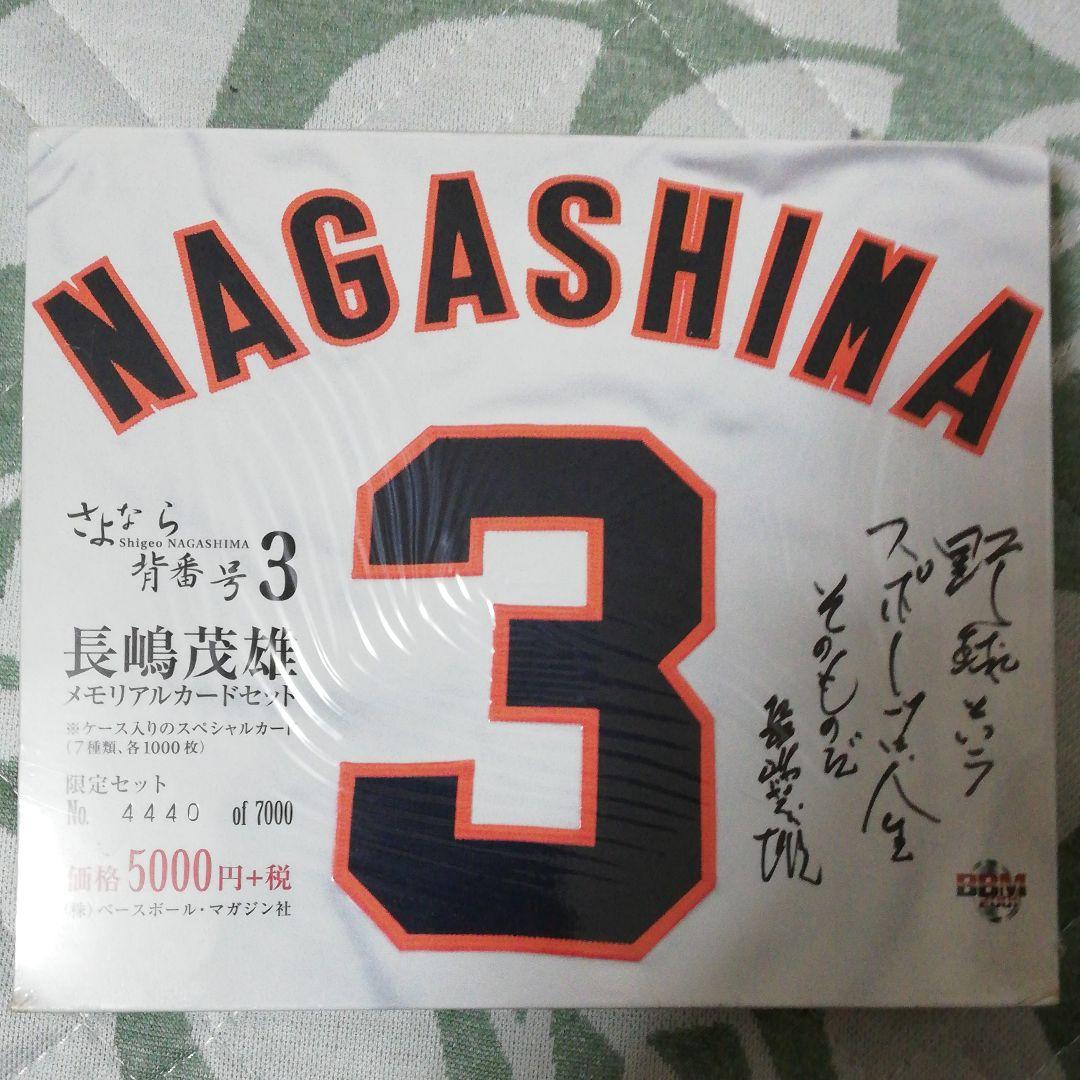 NAGASHIMA
3
さよなら
Shigeo NAGASHIMA
背番号3
長嶋茂雄
メモリアルカードセット
※ケース入りのスペシャルカー
(7種類、各1000枚)
限定セット
No. 4440 of 7000
価格5000円+税
(株)ベースボール・マガジン社
野球という
スポーツは人生
そのものだ
長嶋茂雄
BBM
2001